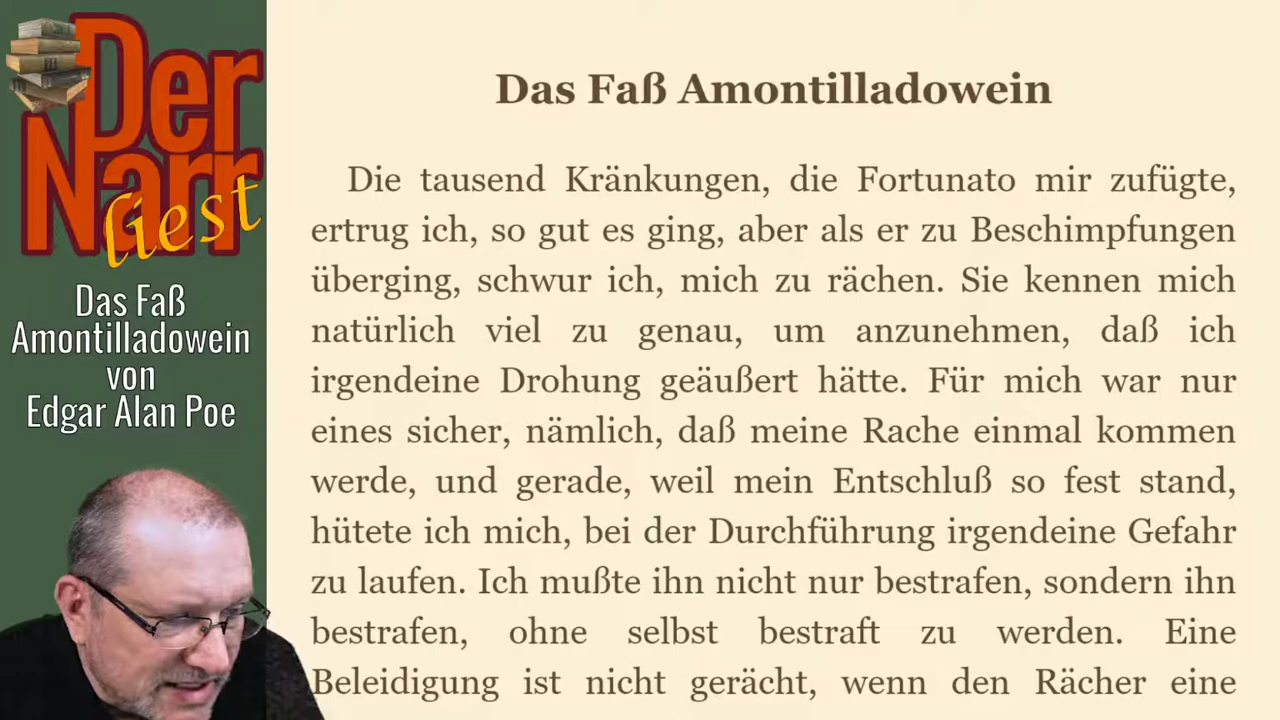 Der
Narr
liest
Das Faß
Amontilladowein
von
Edgar Alan Poe
Das Faß Amontilladowein
Die tausend Kränkungen, die Fortunato mir zufügte,
ertrug ich, so gut es ging, aber als er zu Beschimpfungen
überging, schwur ich, mich zu rächen. Sie kennen mich
natürlich viel zu genau, um anzunehmen, daß ich
irgendeine Drohung geäußert hätte. Für mich war nur
eines sicher, nämlich, daß meine Rache einmal kommen
werde, und gerade, weil mein Entschluß so fest stand,
hütete ich mich, bei der Durchführung irgendeine Gefahr
zu laufen. Ich mußte ihn nicht nur bestrafen, sondern ihn
bestrafen, ohne selbst bestraft zu werden. Eine
Beleidigung ist nicht gerächt, wenn den Rächer eine